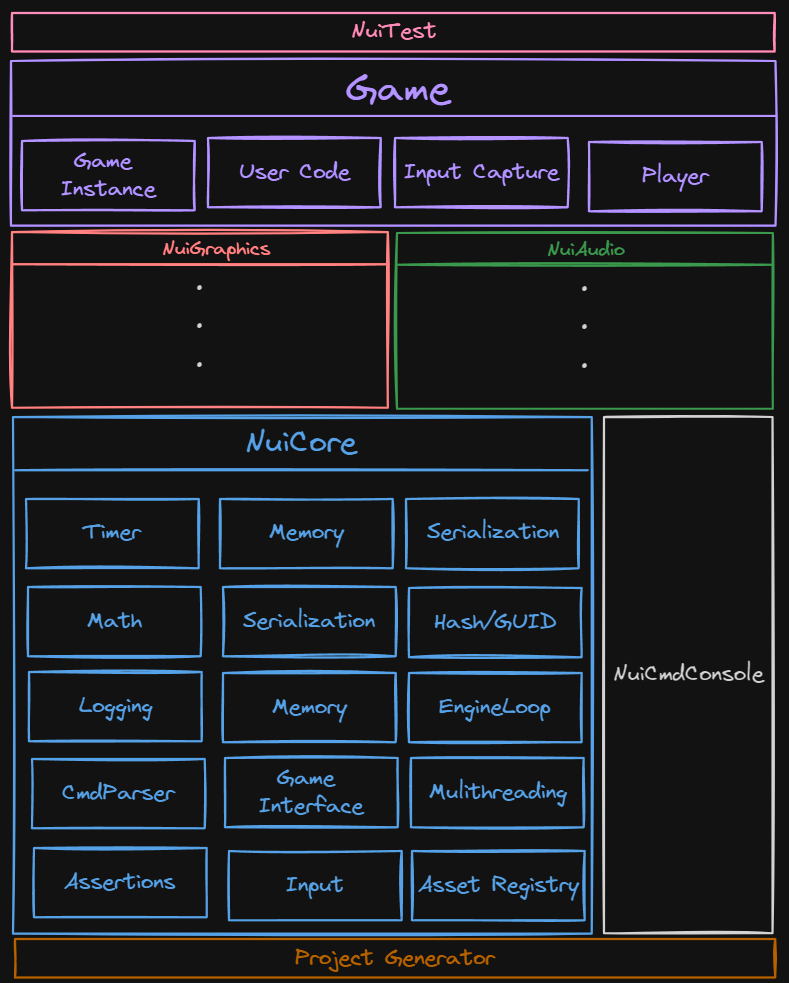 NuiTest
Game
Game
Instance
User Code
Input Capture
Player
NuiGraphics
NuiAudio
NuiCore
Timer
Memory
Serialization
Math
Serialization
Hash/GUID
Logging
Memory
EngineLoop
NuiCmdConsole
CmdParser
Game
Interface
Mulithreading
Assertions
Input
Asset Registry
Project Generator